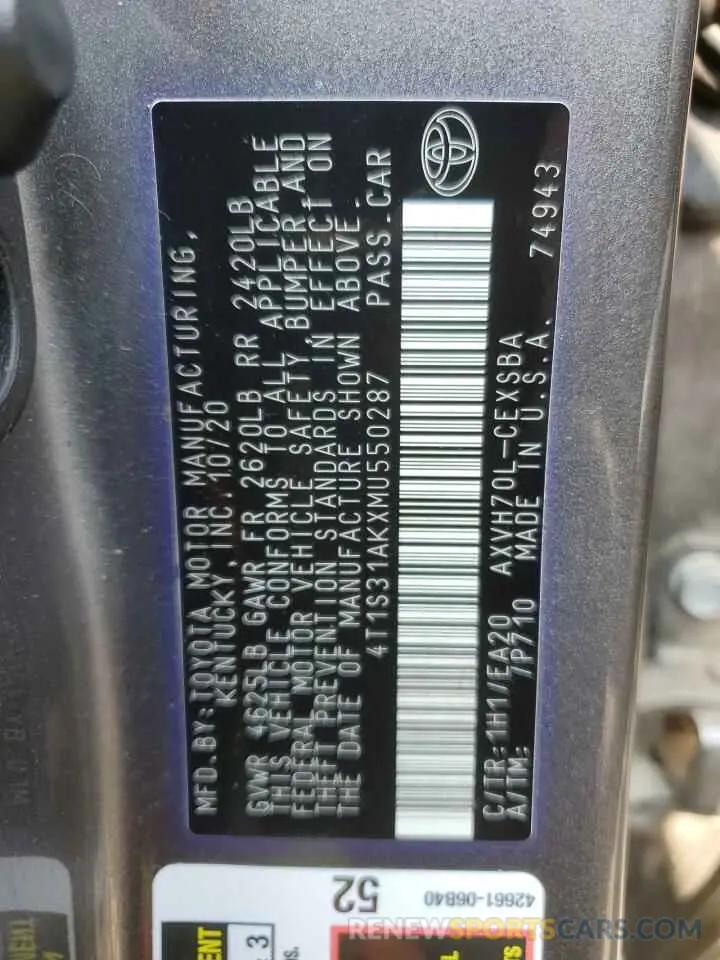 MFD.BY:TOYOTA MOTOR MANUFACTURING,
KENTUCKY, INC. 10/20
GVWR 4625LB GAWR FR 2620LB RR 2420LB
THIS VEHICLE CONFORMS TO ALL APPLICABLE
FEDERAL MOTOR VEHICLE SAFETY, BUMPER AND
THEFT PREVENTION STANDARDS IN EFFECT ON
THE DATE OF MANUFACTURE SHOWN ABOVE.
4T1S31AKXMU550287 PASS.CAR
C/TR:1H1/EA20 AXVH70L-CEXSBA
A/TM: /P710 MADE IN U.S.A. 74943
52
42661-06B40
3
RENEWSPORTCARS.COM